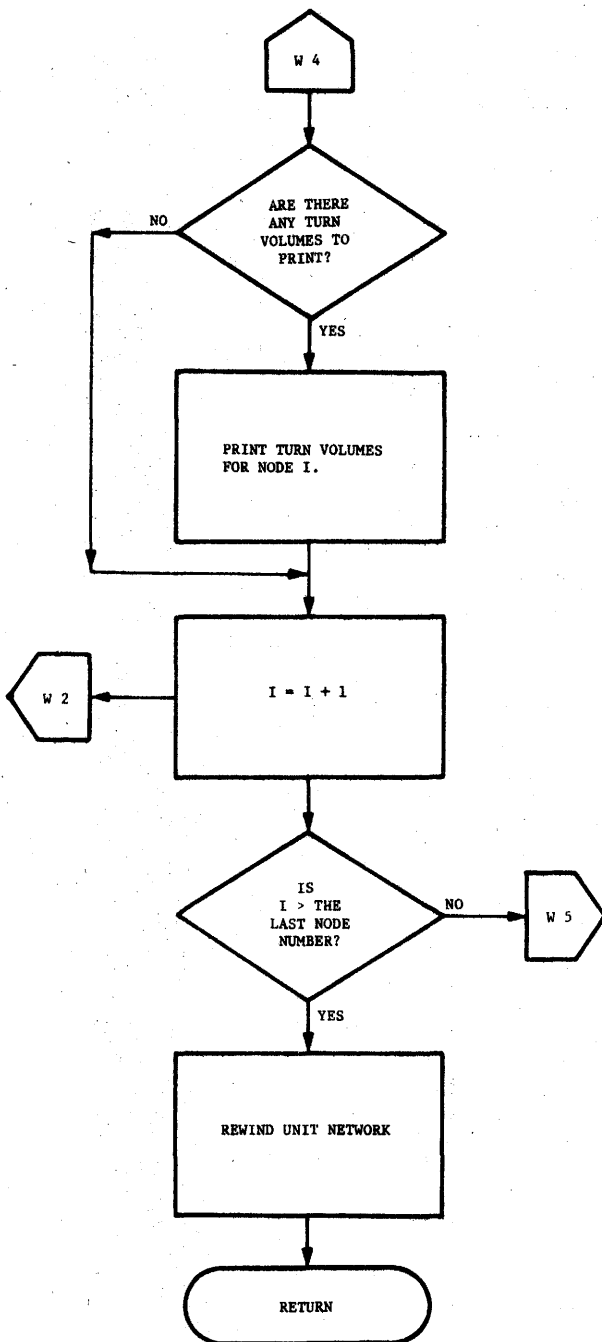 W 4
ARE THERE
ANY TURN
VOLUMES TO
PRINT?
NO
YES
PRINT TURN VOLUMES
FOR NODE I.
I = I + 1
W 2
IS
I > THE
LAST NODE
NUMBER?
NO
W 5
YES
REWIND UNIT NETWORK
RETURN